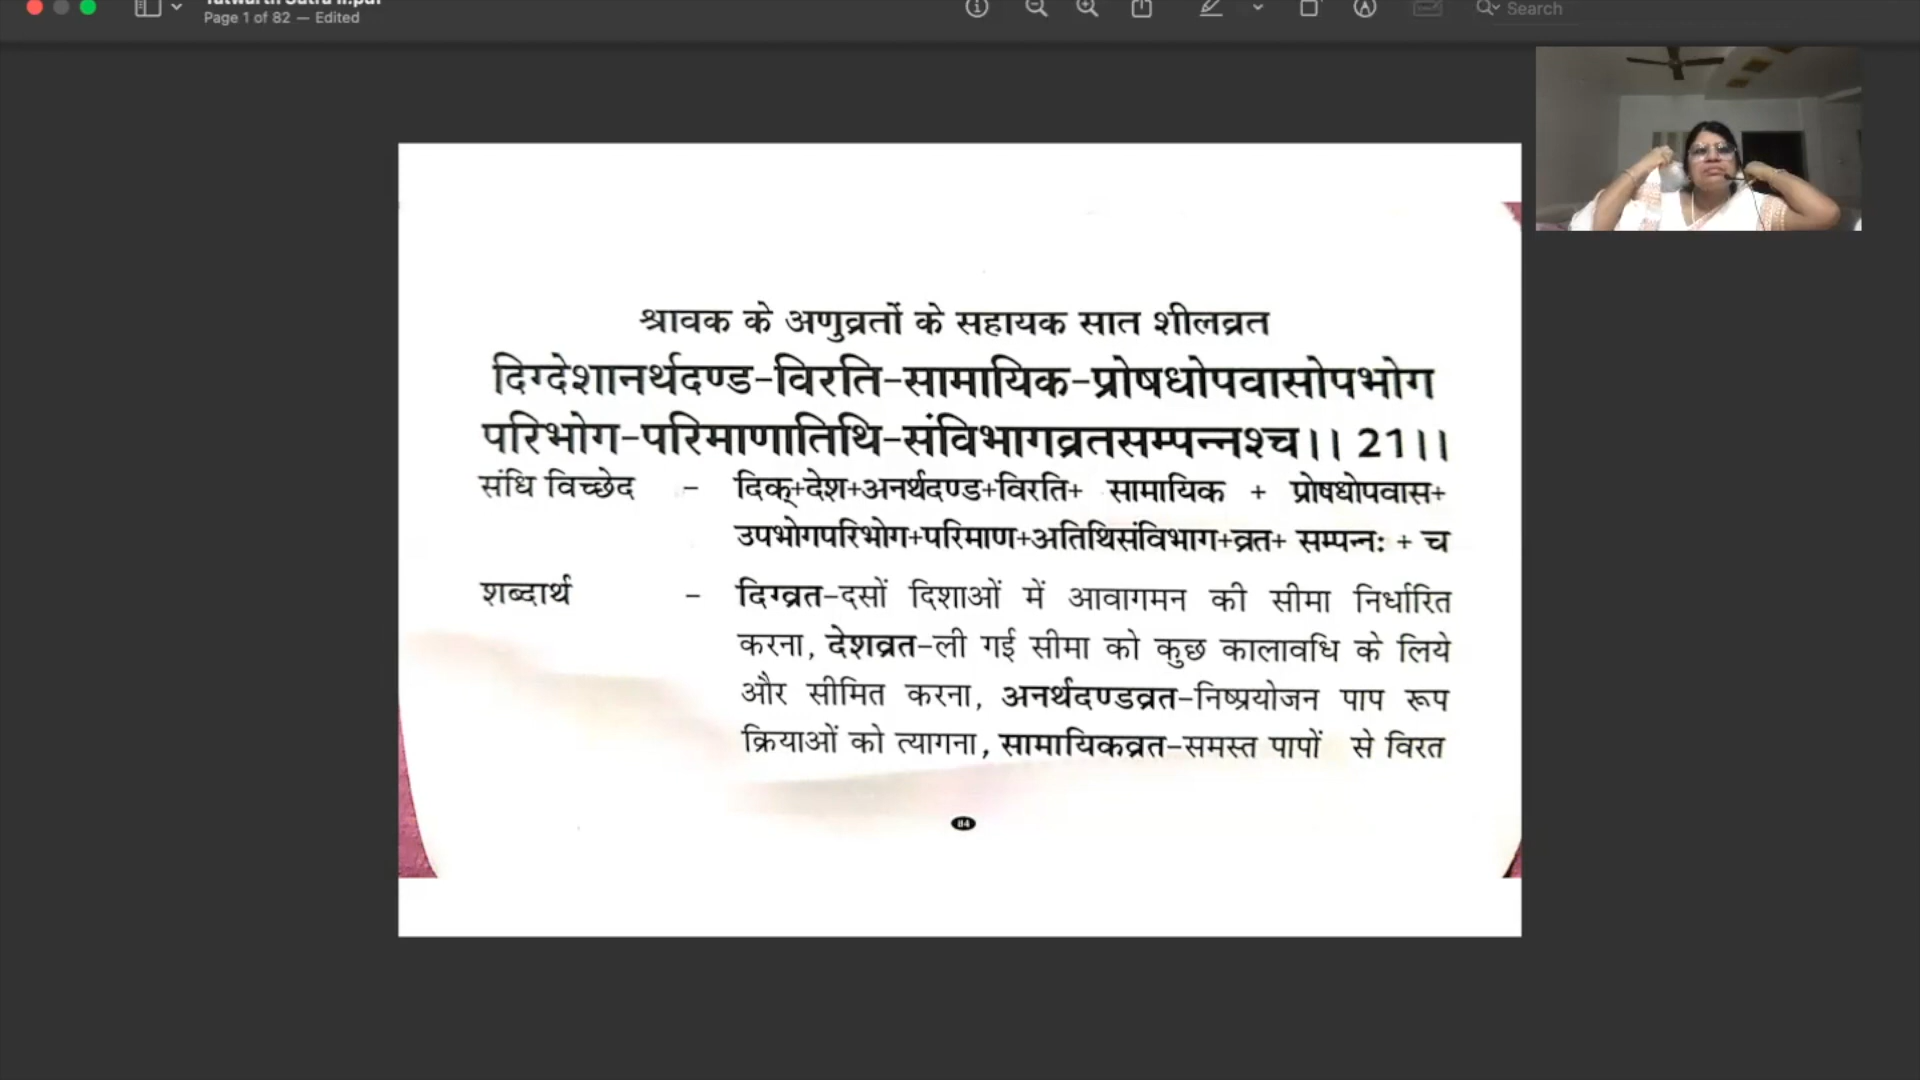 Page 1 of 82 — Edited
Search
श्रावक के अणुव्रतों के सहायक सात शीलव्रत
दिग्देशानर्थदण्ड-विरति-सामायिक-प्रोषधोपवासोपभोग
परिभोग-परिमाणातिथि-संविभागव्रतसम्पन्नश्च।। 21।।
संधि विच्छेद - दिक्+देश+अनर्थदण्ड+विरति+ सामायिक + प्रोषधोपवास+
उपभोगपरिभोग+परिमाण+अतिथिसंविभाग+व्रत+ सम्पन्नः + च
शब्दार्थ - दिग्व्रत-दसों दिशाओं में आवागमन की सीमा निर्धारित
करना, देशव्रत-ली गई सीमा को कुछ कालावधि के लिये
और सीमित करना, अनर्थदण्डव्रत-निष्प्रयोजन पाप रूप
क्रियाओं को त्यागना, सामायिकव्रत-समस्त पापों से विरत
84